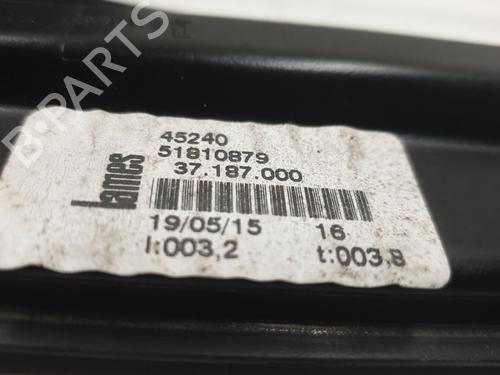 45240
51810879
37.187.000
Lames
19/05/15 16
l:003,2 t:003,8
B-PARTS